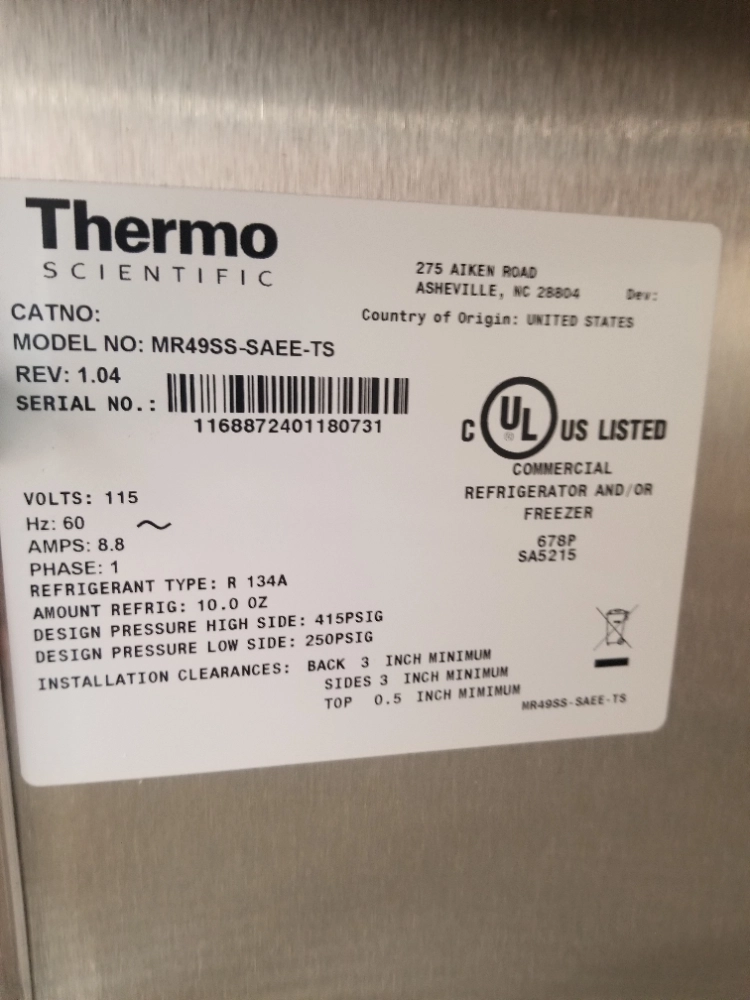 Thermo
SCIENTIFIC
275 AIKEN ROAD
ASHEVILLE, NC 28804 Dev:
Country of Origin: UNITED STATES
CATNO:
MODEL NO: MR49SS-SAEE-TS
REV: 1.04
SERIAL NO.:
1168872401180731
C UL US LISTED
®
COMMERCIAL
REFRIGERATOR AND/OR
FREEZER
678P
SA5215
VOLTS: 115
Hz: 60 ~
AMPS: 8.8
PHASE: 1
REFRIGERANT TYPE: R 134A
AMOUNT REFRIG: 10.0 OZ
DESIGN PRESSURE HIGH SIDE: 415PSIG
DESIGN PRESSURE LOW SIDE: 250PSIG
INSTALLATION CLEARANCES: BACK 3 INCH MINIMUM
SIDES 3 INCH MINIMUM
TOP 0.5 INCH MIMIMUM
MR49SS-SAEE-TS